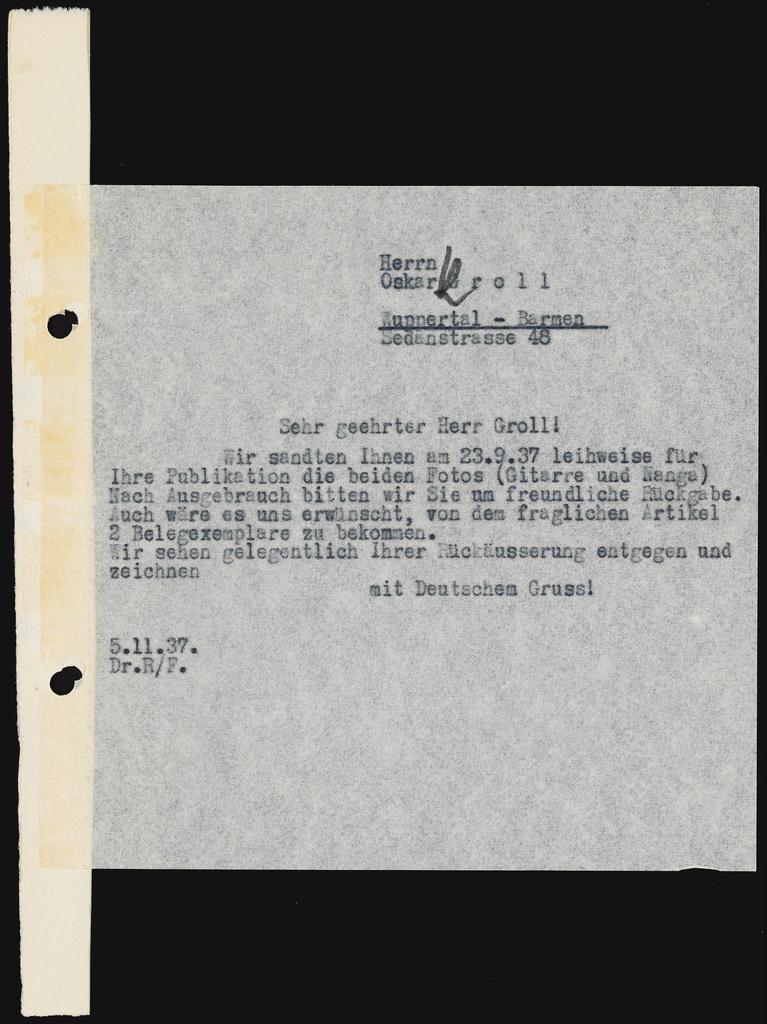 Herrn
Oskar G r o l l
Wuppertal - Barmen
Sedanstrasse 48
Sehr geehrter Herr Groll!
Wir sandten Ihnen am 23.9.37 leihweise für
Ihre Publikation die beiden Fotos (Gitarre und Nanga)
Nach Ausgebrauch bitten wir Sie um freundliche Rückgabe.
Auch wäre es uns erwünscht, von dem fraglichen Artikel
2 Belegexemplare zu bekommen.
Wir sehen gelegentlich Ihrer Rückäusserung entgegen und
zeichnen
mit Deutschem Gruss!
5.11.37.
Dr.R/F.